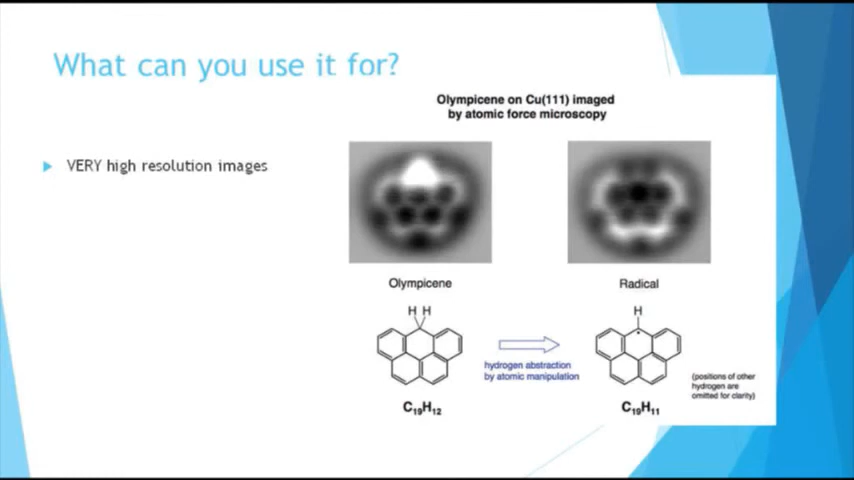 What can you use it for?
VERY high resolution images
Olympicene on Cu(111) imaged
by atomic force microscopy
Olympicene
Radical
H H
H
hydrogen abstraction
by atomic manipulation
(positions of other
hydrogen are
omitted for clarity)
C₁₉H₁₂
C₁₉H₁₁